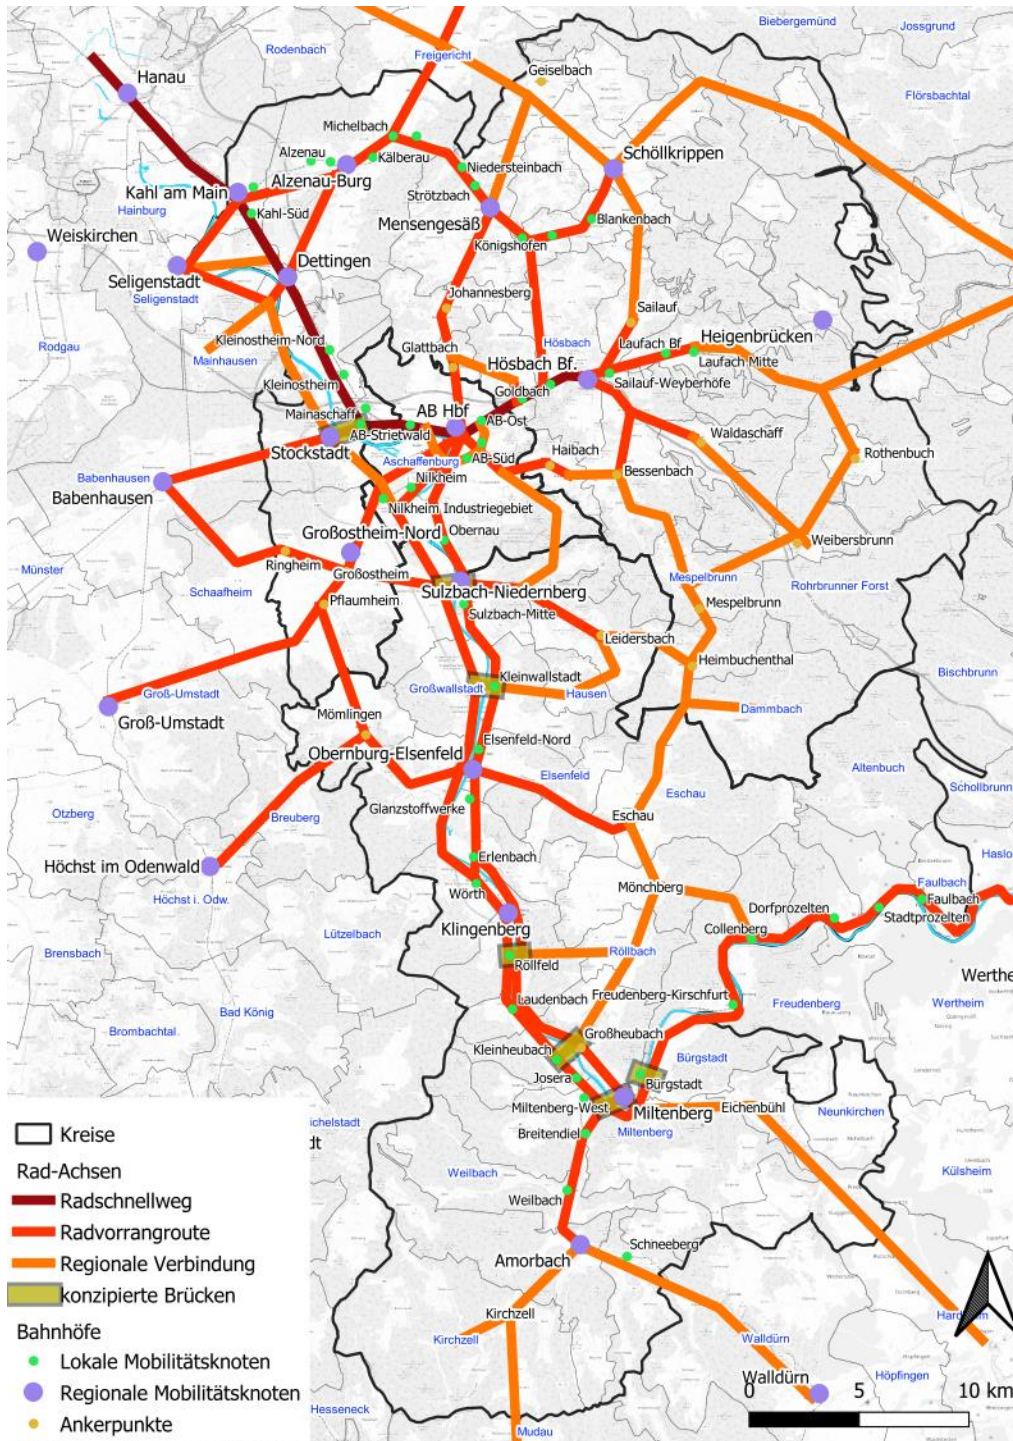 Biebergemünd
Jossgrund
Rodenbach
Freigericht
Geiselbach
Hanau
Flörsbachtal
Michelbach
Alzenau
Kälberau
Schöllkrippen
Niedersteinbach
Kahl am Main
Alzenau-Burg
Strötzbach
Hainburg
Kahl-Süd
Mensengesäß
Blankenbach
Weiskirchen
Königshofen
Dettingen
Seligenstadt
Seligenstadt
Johannesberg
Sailauf
Rodgau
Kleinostheim-Nord
Hösbach
Laufach Bf
Heigenbrücken
Mainhausen
Glattbach
Laufach Mitte
Hösbach Bf.
Kleinostheim
Goldbach
Sailauf-Weyberhöfe
Mainaschaff
AB Hbf
AB-Ost
AB-Strietwald
Waldaschaff
Stockstadt
Haibach
Rothenbuch
Aschaffenburg
AB-Süd
Babenhausen
Nilkheim
Bessenbach
Babenhausen
Nilkheim Industriegebiet
Großostheim-Nord
Obernau
Weibersbrunn
Münster
Ringheim
Großostheim
Mespelbrunn
Rohrbrunner Forst
Schaafheim
Sulzbach-Niedernberg
Pflaumheim
Mespelbrunn
Sulzbach-Mitte
Leidersbach
Heimbuchenthal
Bischbrunn
Kleinwallstadt
Groß-Umstadt
Großwallstadt
Hausen
Groß-Umstadt
Mömlingen
Dammbach
Elsenfeld-Nord
Obernburg-Elsenfeld
Altenbuch
Elsenfeld
Schollbrunn
Eschau
Otzberg
Breuberg
Glanzstoffwerke
Eschau
Höchst im Odenwald
Erlenbach
Haslo
Faulbach
Höchst i. Odw.
Wörth
Mönchberg
Faulbach
Dorfprozelten
Stadtprozelten
Klingenberg
Collenberg
Lützelbach
Brensbach
Röllbach
Röllfeld
Werthe
Freudenberg-Kirschfurt
Laudenbach
Freudenberg
Wertheim
Bad König
Brombachtal
Großheubach
Kleinheubach
Bürgstadt
Josera
Bürgstadt
Miltenberg-West
Miltenberg
Eichenbühl
Neunkirchen
ichelstadt
dt
Breitendiel
Miltenberg
Weilbach
Külsheim
Weilbach
Amorbach
Schneeberg
Kirchzell
Kirchzell
Walldürn
Walldürn
Höpfingen
Hesseneck
Mudau
Kreise
Rad-Achsen
Radschnellweg
Radvorrangroute
Regionale Verbindung
konzipierte Brücken
Bahnhöfe
Lokale Mobilitätsknoten
Regionale Mobilitätsknoten
Ankerpunkte
0 5 10 km